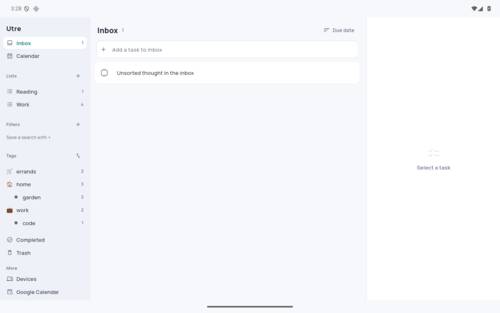 3:28
Utre
Inbox 1
Calendar
Lists
Reading 1
Work 4
Filters
Save a search with +
Tags
errands 2
home 3
garden 2
work 2
code 1
Completed
Trash
More
Devices
Google Calendar
Inbox 1
Due date
Add a task to Inbox
Unsorted thought in the inbox
Select a task